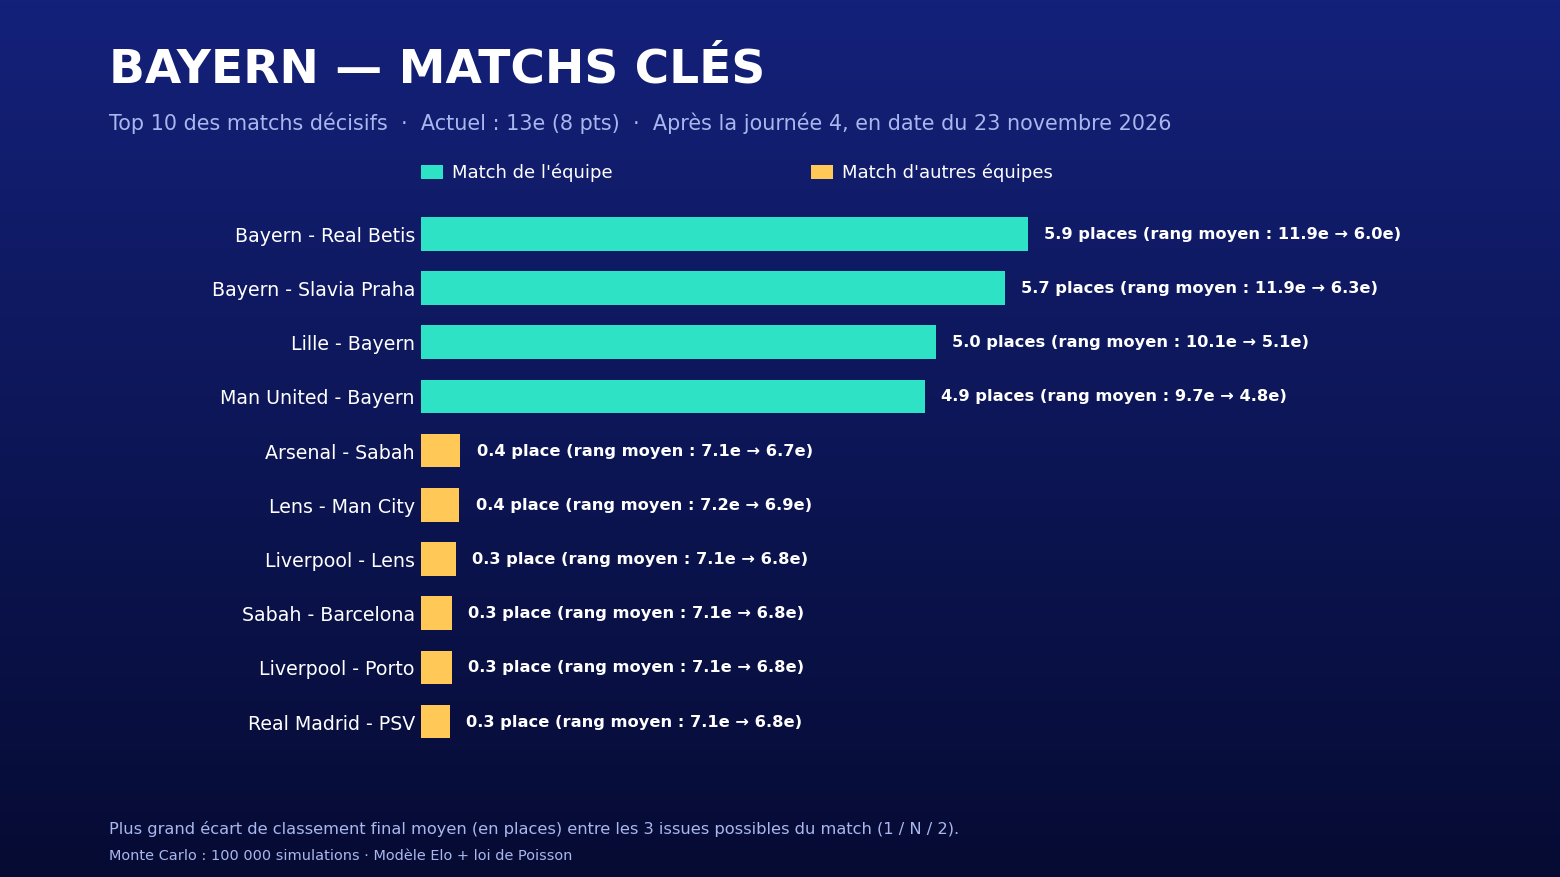 BAYERN — MATCHS CLÉS
Top 10 des matchs décisifs · Actuel : 13e (8 pts) · Après la journée 4, en date du 23 novembre 2026
Match de l'équipe
Match d'autres équipes
Bayern - Real Betis 5.9 places (rang moyen : 11.9e → 6.0e)
Bayern - Slavia Praha 5.7 places (rang moyen : 11.9e → 6.3e)
Lille - Bayern 5.0 places (rang moyen : 10.1e → 5.1e)
Man United - Bayern 4.9 places (rang moyen : 9.7e → 4.8e)
Arsenal - Sabah 0.4 place (rang moyen : 7.1e → 6.7e)
Lens - Man City 0.4 place (rang moyen : 7.2e → 6.9e)
Liverpool - Lens 0.3 place (rang moyen : 7.1e → 6.8e)
Sabah - Barcelona 0.3 place (rang moyen : 7.1e → 6.8e)
Liverpool - Porto 0.3 place (rang moyen : 7.1e → 6.8e)
Real Madrid - PSV 0.3 place (rang moyen : 7.1e → 6.8e)
Plus grand écart de classement final moyen (en places) entre les 3 issues possibles du match (1 / N / 2).
Monte Carlo : 100 000 simulations · Modèle Elo + loi de Poisson